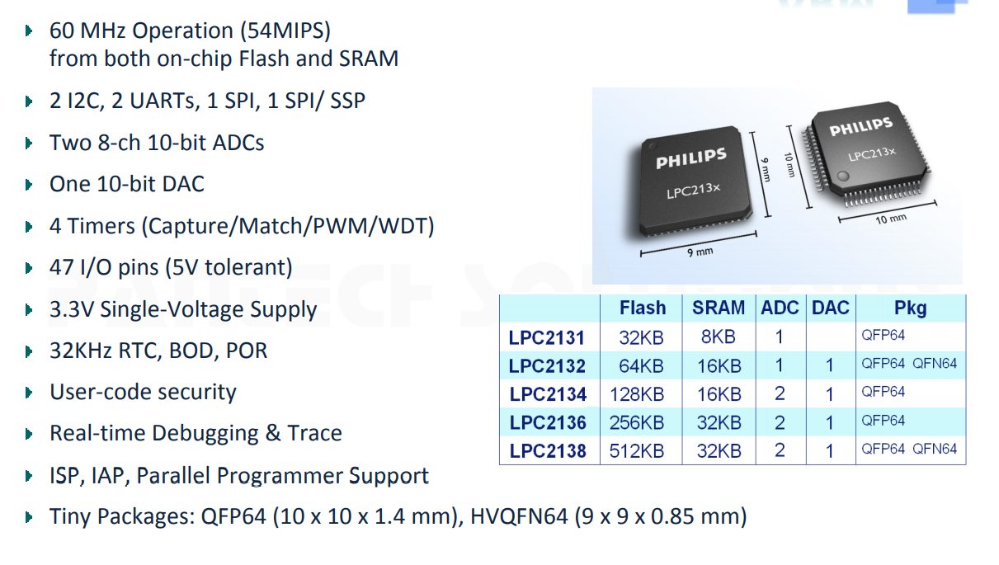 60 MHz Operation (54MIPS)
from both on-chip Flash and SRAM
2 I2C, 2 UARTs, 1 SPI, 1 SPI/ SSP
Two 8-ch 10-bit ADCs
One 10-bit DAC
4 Timers (Capture/Match/PWM/WDT)
47 I/O pins (5V tolerant)
3.3V Single-Voltage Supply
32KHz RTC, BOD, POR
User-code security
Real-time Debugging & Trace
ISP, IAP, Parallel Programmer Support
Tiny Packages: QFP64 (10 x 10 x 1.4 mm), HVQFN64 (9 x 9 x 0.85 mm)
PHILIPS
LPC213x
9 mm
9 mm
PHILIPS
LPC213x
10 mm
10 mm
Flash SRAM ADC DAC Pkg
LPC2131 32KB 8KB 1 QFP64
LPC2132 64KB 16KB 1 1 QFP64 QFN64
LPC2134 128KB 16KB 2 1 QFP64
LPC2136 256KB 32KB 2 1 QFP64
LPC2138 512KB 32KB 2 1 QFP64 QFN64